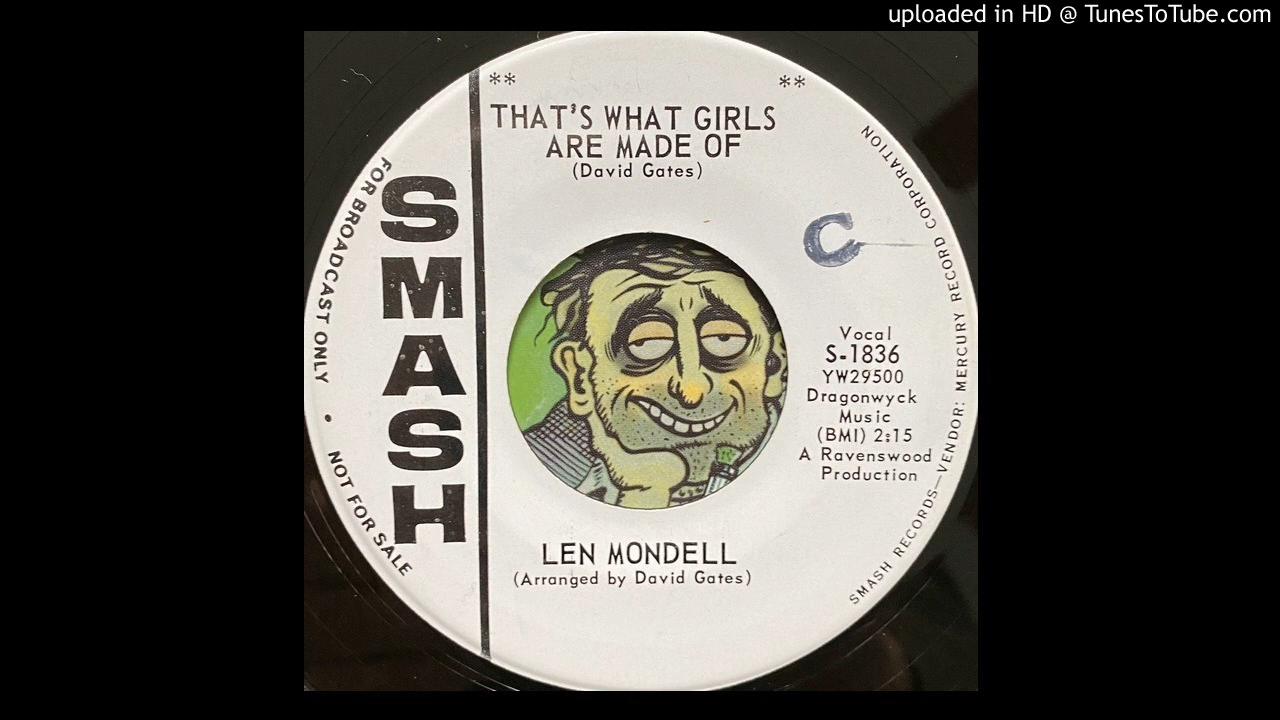 uploaded in HD @ TunesToTube.com
** **
THAT'S WHAT GIRLS
ARE MADE OF
(David Gates)
FOR BROADCAST ONLY • NOT FOR SALE
SMASH
C
Vocal
S-1836
YW29500
Dragonwyck
Music
(BMI) 2:15
A Ravenswood
Production
SMASH RECORDS—VENDOR: MERCURY RECORD CORPORATION
LEN MONDELL
(Arranged by David Gates)